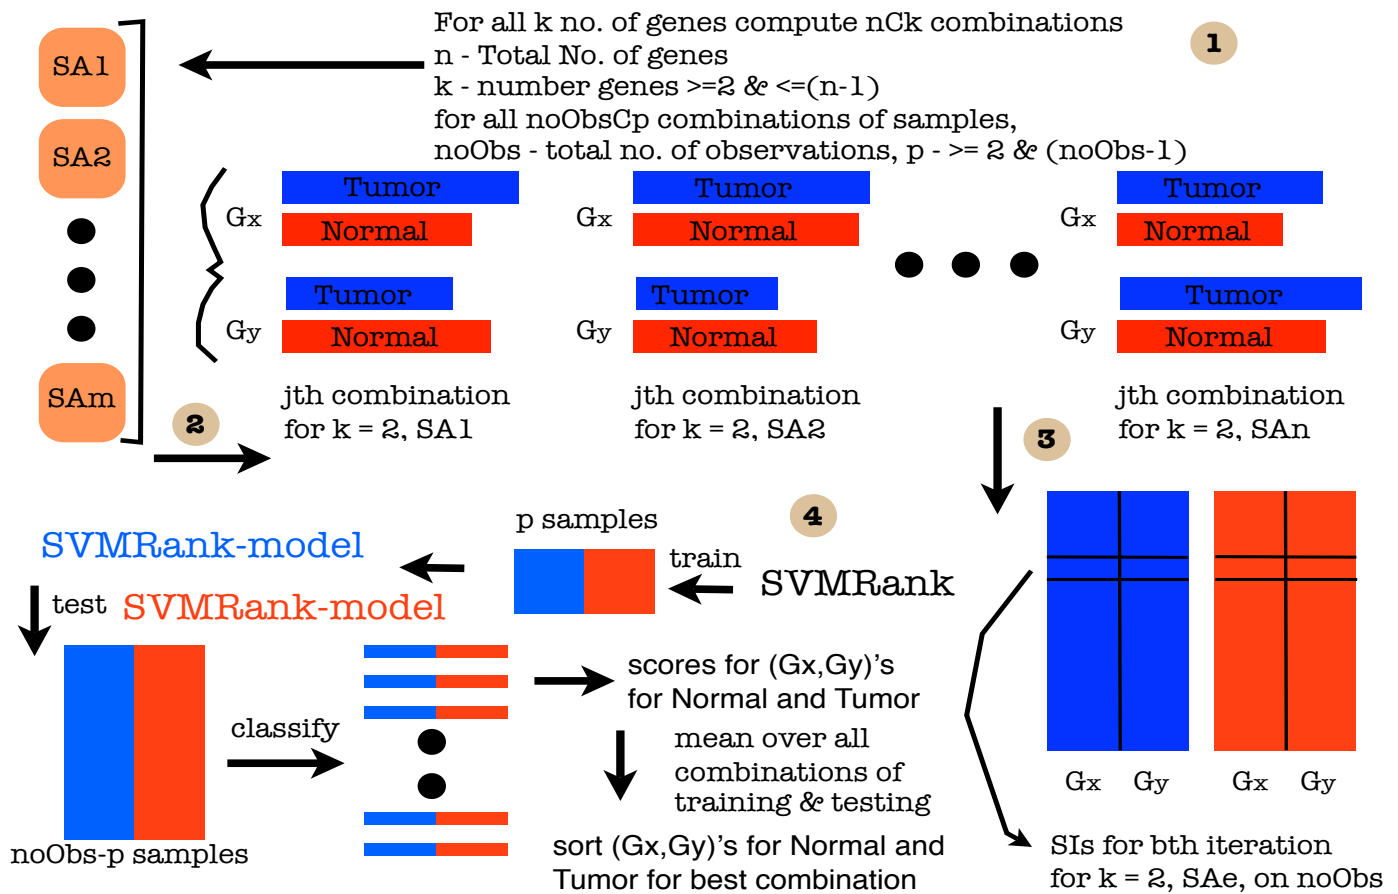 For all k no. of genes compute nCk combinations
n - Total No. of genes
k - number genes >=2 & <=(n-1)
for all noObsCp combinations of samples,
noObs - total no. of observations, p - >= 2 & (noObs-1)
1
SA1
SA2
SAm
2
Gx
Tumor
Normal
Gy
Tumor
Normal
jth combination
for k = 2, SA1
Gx
Tumor
Normal
Gy
Tumor
Normal
jth combination
for k = 2, SA2
Gx
Tumor
Normal
Gy
Tumor
Normal
jth combination
for k = 2, SAn
3
Gx Gy
Gx Gy
SIs for bth iteration
for k = 2, SAe, on noObs
4
SVMRank
train
p samples
SVMRank-model
SVMRank-model
test
noObs-p samples
classify
scores for (Gx,Gy)'s
for Normal and Tumor
mean over all
combinations of
training & testing
sort (Gx,Gy)'s for Normal and
Tumor for best combination